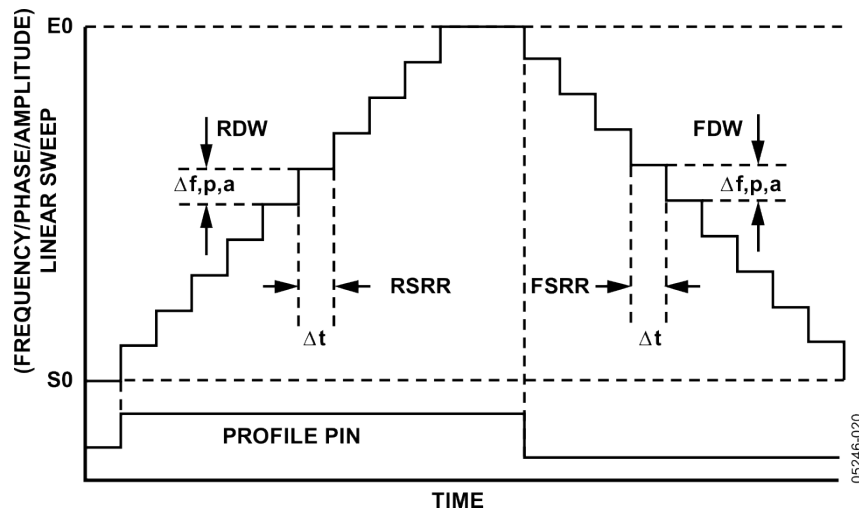 E0
(FREQUENCY/PHASE/AMPLITUDE)
LINEAR SWEEP
RDW
FDW
Δf,p,a
Δf,p,a
RSRR
FSRR
Δt
Δt
S0
PROFILE PIN
TIME
05246-020